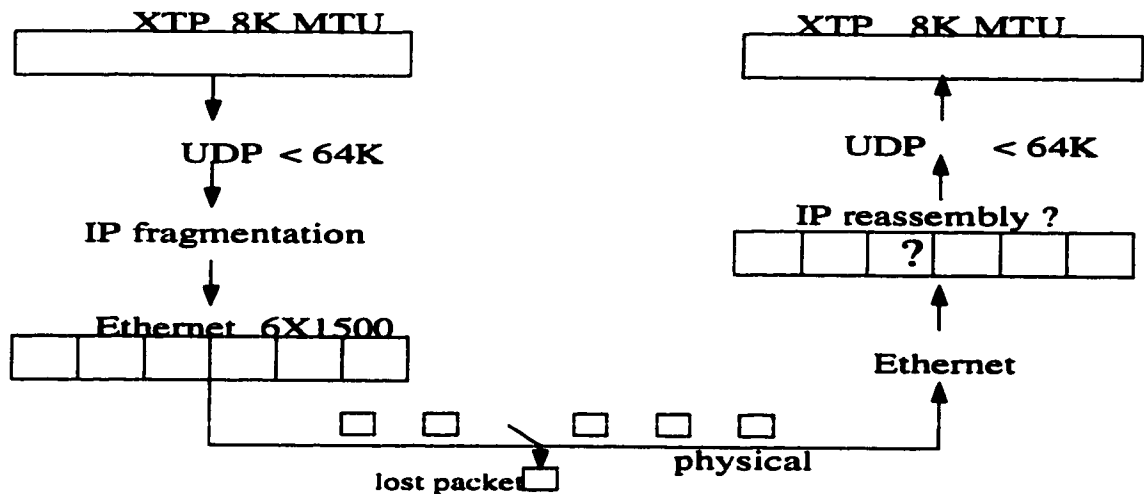 XTP 8K MTU
UDP < 64K
IP fragmentation
Ethernet 6X1500
lost packet
physical
XTP 8K MTU
UDP < 64K
IP reassembly ?
?
Ethernet